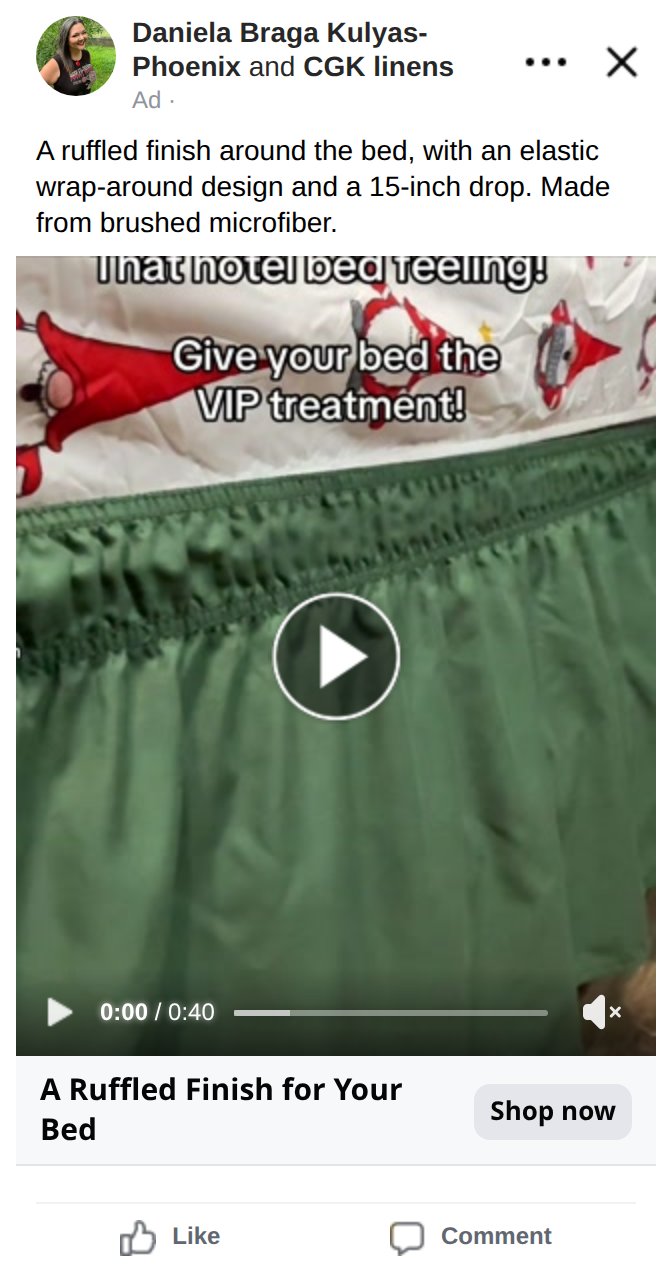 Daniela Braga Kulyas-
Phoenix and CGK linens
Ad ·
A ruffled finish around the bed, with an elastic
wrap-around design and a 15-inch drop. Made
from brushed microfiber.
That hotel bed feeling!
Give your bed the
VIP treatment!
0:00 / 0:40
A Ruffled Finish for Your
Bed
Shop now
Like
Comment